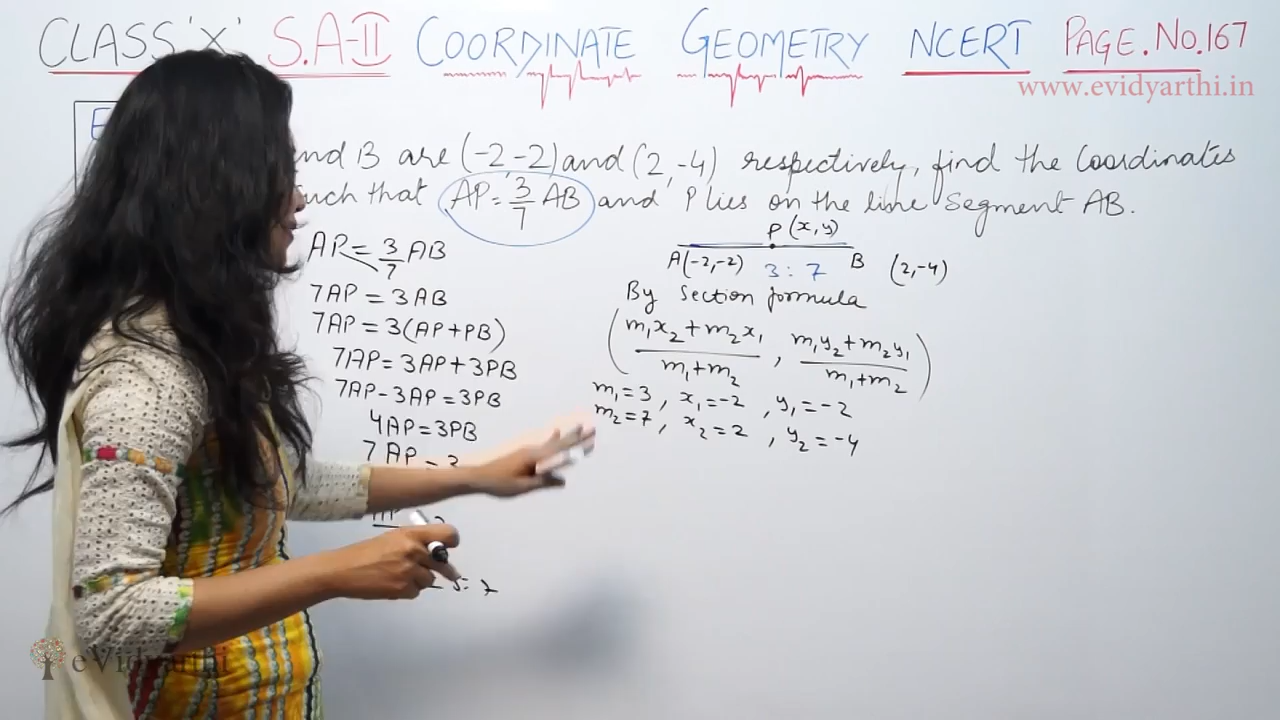 CLASS 'X' S.A-II COORDINATE GEOMETRY NCERT PAGE.No.167
www.evidyarthi.in
and B are (-2,-2) and (2,-4) respectively, find the Coordinates
such that AP = 3/7 AB and P lies on the line Segment AB.
AP = 3/7 AB
7AP = 3AB
7AP = 3(AP+PB)
7AP = 3AP + 3PB
7AP - 3AP = 3PB
4AP = 3PB
7AP = 3
P (x,y)
A(-2,-2) 3 : 7 B (2,-4)
By Section formula
(m₁x₂+m₂x₁/m₁+m₂ , m₁y₂+m₂y₁/m₁+m₂)
m₁=3, x₁=-2, y₁=-2
m₂=7, x₂=2, y₂=-4
eVidyarthi